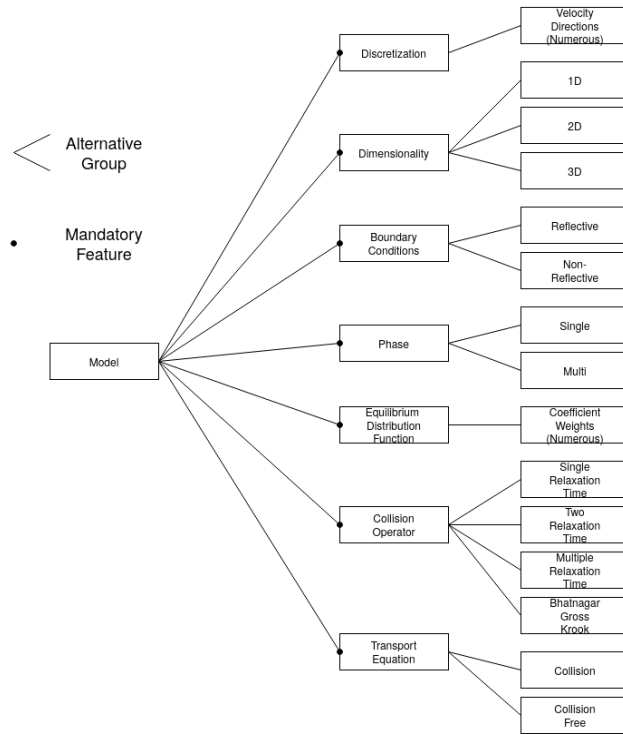 Velocity
Directions
(Numerous)
Discretization
1D
Alternative
Group
2D
Dimensionality
3D
Mandatory
Feature
Reflective
Boundary
Conditions
Non-
Reflective
Single
Phase
Model
Multi
Equilibrium
Distribution
Function
Coefficient
Weights
(Numerous)
Single
Relaxation
Time
Collision
Operator
Two
Relaxation
Time
Multiple
Relaxation
Time
Bhatnagar
Gross
Krook
Transport
Equation
Collision
Collision
Free